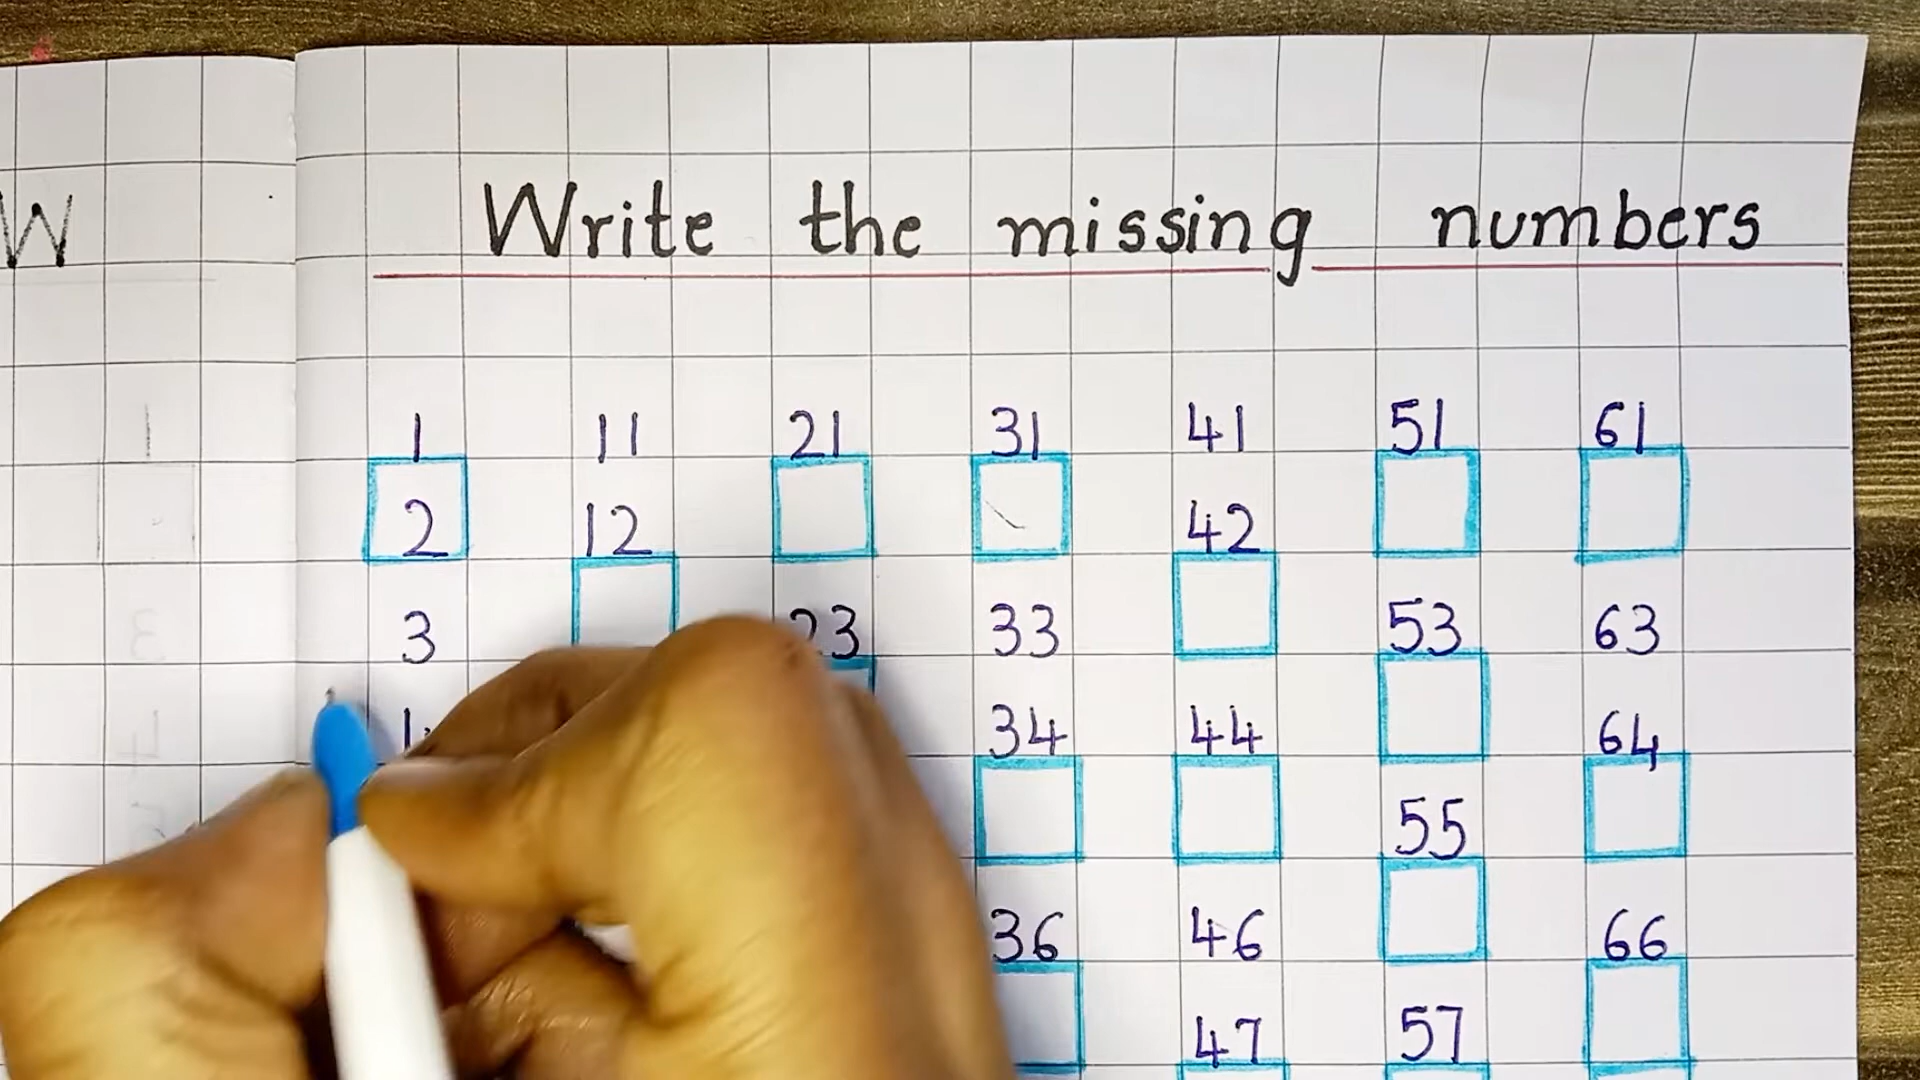 W
Write the missing numbers
1 11 21 31 41 51 61
2 12 42
3 23 33 53 63
34 44 64
55
36 46 66
47 57